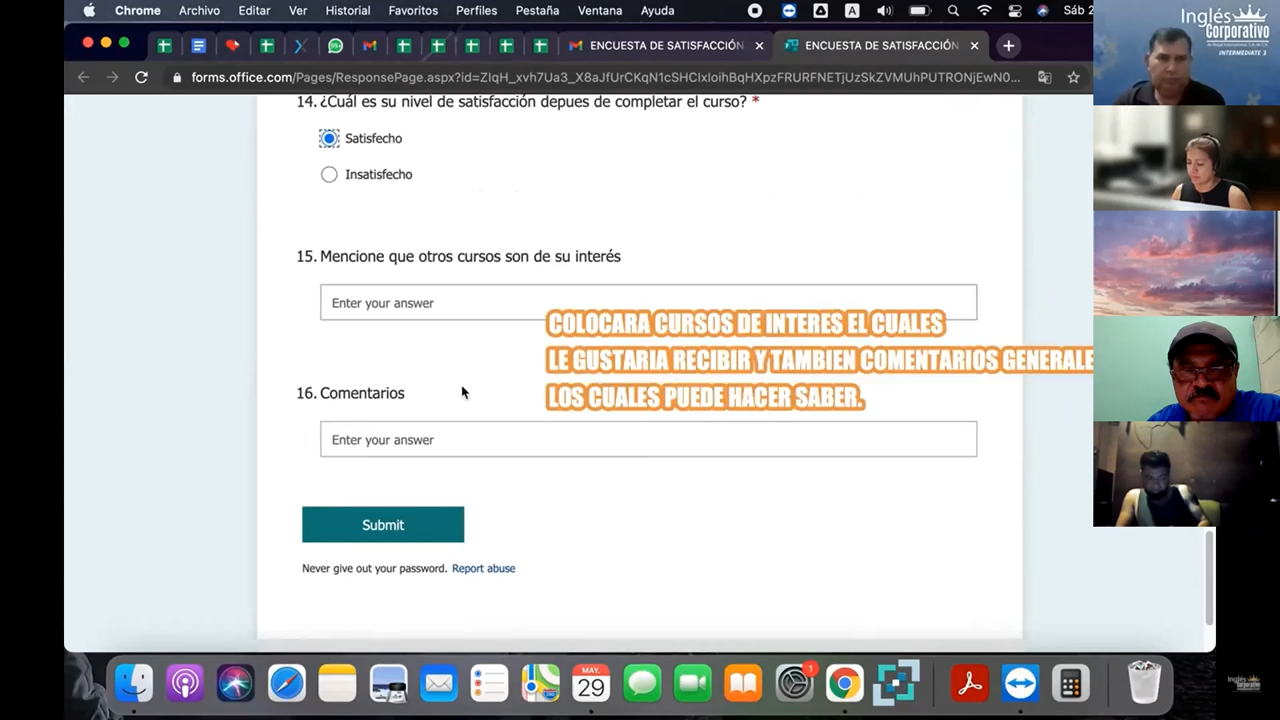 Chrome Archivo Editar Ver Historial Favoritos Perfiles Pestaña Ventana Ayuda A Sáb 2
ENCUESTA DE SATISFACCIÓN ENCUESTA DE SATISFACCIÓN
forms.office.com/Pages/ResponsePage.aspx?id=
Inglés Corporativo
INTERMEDIATE 3
14. ¿Cuál es su nivel de satisfacción depues de completar el curso? *
Satisfecho
Insatisfecho
15. Mencione que otros cursos son de su interés
Enter your answer
COLOCARA CURSOS DE INTERES EL CUALES
LE GUSTARIA RECIBIR Y TAMBIEN COMENTARIOS GENERALE
LOS CUALES PUEDE HACER SABER.
16. Comentarios
Enter your answer
Submit
Never give out your password. Report abuse
MAY.
29
1
Inglés
Corporativo